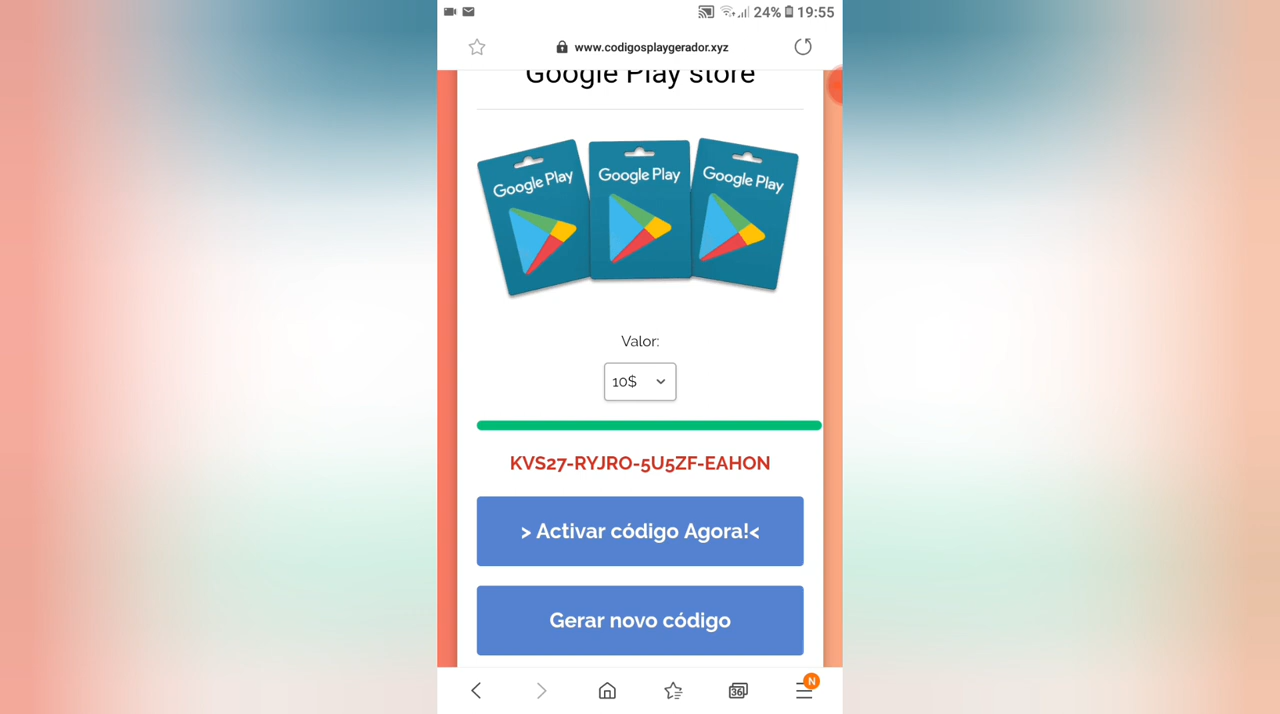 24% 19:55
www.codigosplaygerador.xyz
Google Play store
Google Play Google Play Google Play
Valor:
10$
KVS27-RYJRO-5U5ZF-EAHON
> Activar código Agora!<
Gerar novo código
36 N